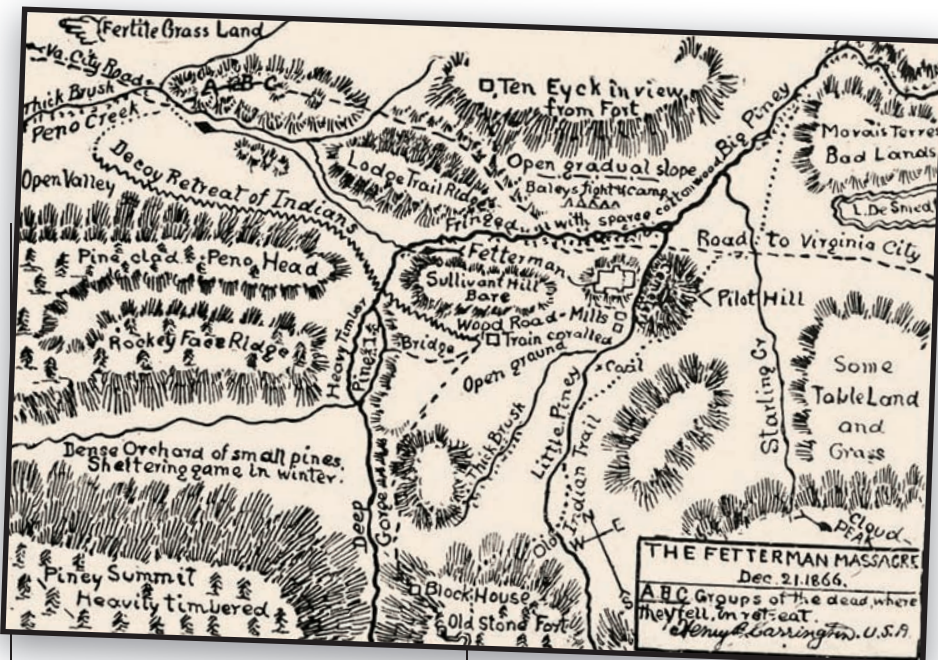 Fertile Grass Land
Va. City Road
Thick Brush
Peno Creek
A B C
Ten Eyck in view
from Fort
Big Piney
Marais Terres
Bad Lands
L. De Smed
Decoy Retreat of Indians
Lodge Trail Ridge
Open gradual slope
Baleys fight & camp
Fringed with sparce cottonwood
Open Valley
Pine clad Peno Head
Fetterman
Sullivant Hill
Bare
Road to Virginia City
Pilot Hill
Wood Road - Mills
Train coralled
Bridge
Open ground
Rockey Face Ridge
Heavy Timber
Piney Is.
Coal
Some
Table Land
and
Grass
Starling Cr
Thick Brush
Little Piney
Old Indian Trail
Dense Orchard of small pines,
Sheltering game in winter.
Deep
Gorge
Cloud
Peak
N
E
W
S
Piney Summit
Heavily timbered
Block House
Old Stone Fort
THE FETTERMAN MASSACRE
Dec. 21. 1866.
A B C Groups of the dead, where
they fell, in retreat.
Henry B. Carrington. U.S.A.